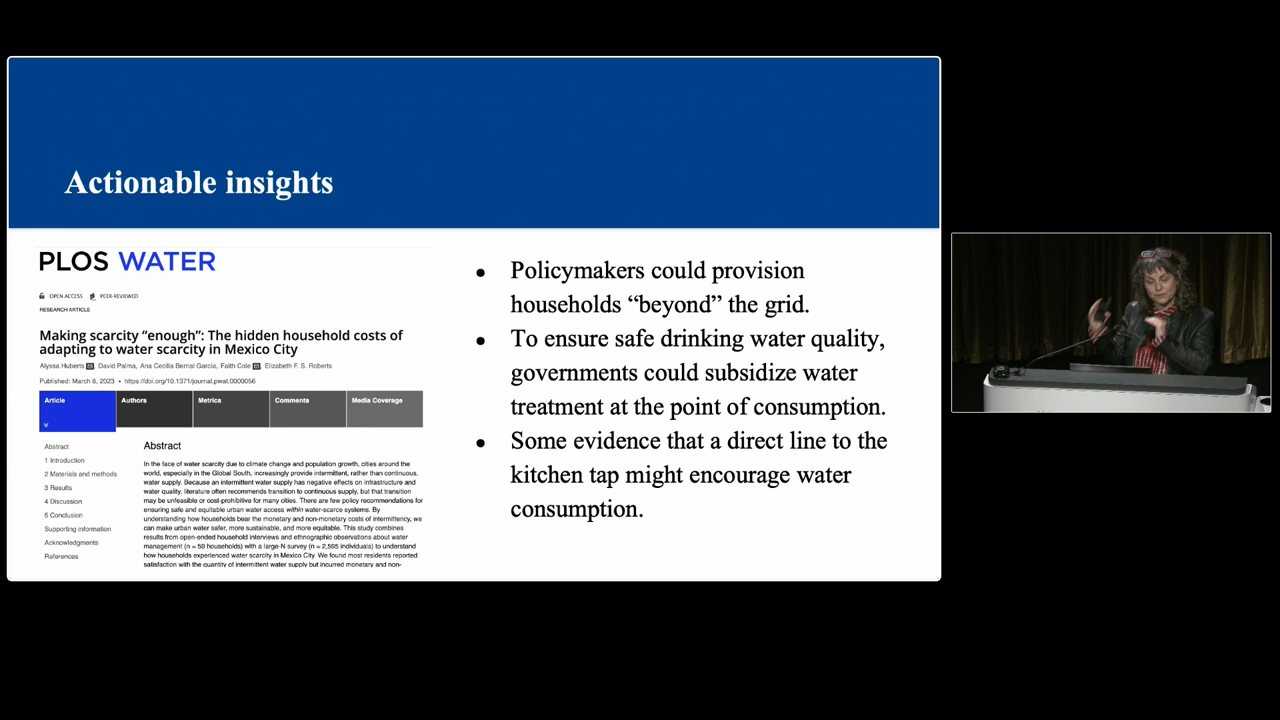 Actionable insights
PLOS WATER
OPEN ACCESS PEER-REVIEWED
RESEARCH ARTICLE
Making scarcity “enough”: The hidden household costs of
adapting to water scarcity in Mexico City
Alyssa Huberts, David Palma, Ana Cecilia Bernal García, Faith Cole, Elizabeth F. S. Roberts
Published: March 8, 2023 • https://doi.org/10.1371/journal.pwat.0000056
Article Authors Metrics Comments Media Coverage
Abstract
1 Introduction
2 Materials and methods
3 Results
4 Discussion
5 Conclusion
Supporting information
Acknowledgments
References
Abstract
In the face of water scarcity due to climate change and population growth, cities around the
world, especially in the Global South, increasingly provide intermittent, rather than continuous,
water supply. Because an intermittent water supply has negative effects on infrastructure and
water quality, literature often recommends transition to continuous supply, but that transition
may be unfeasible or cost-prohibitive for many cities. There are few policy recommendations for
ensuring safe and equitable urban water access within water-scarce systems. By
understanding how households bear the monetary and non-monetary costs of intermittency, we
can make urban water safer, more sustainable, and more equitable. This study combines
results from open-ended household interviews and ethnographic observations about water
management (n = 59 households) with a large-N survey (n = 2,595 individuals) to understand
how households experienced water scarcity in Mexico City. We found most residents reported
satisfaction with the quantity of intermittent water supply but incurred monetary and non-
• Policymakers could provision
households “beyond” the grid.
• To ensure safe drinking water quality,
governments could subsidize water
treatment at the point of consumption.
• Some evidence that a direct line to the
kitchen tap might encourage water
consumption.